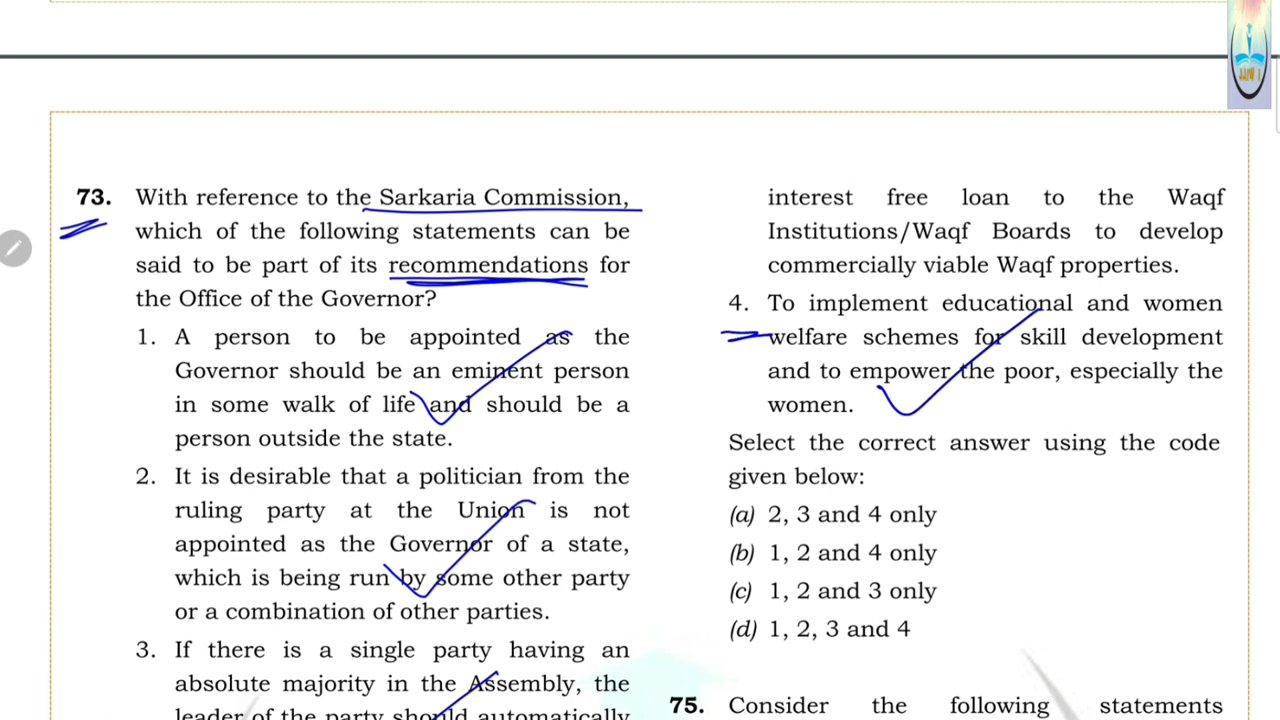 73. With reference to the Sarkaria Commission,
which of the following statements can be
said to be part of its recommendations for
the Office of the Governor?
1. A person to be appointed as the
Governor should be an eminent person
in some walk of life and should be a
person outside the state.
2. It is desirable that a politician from the
ruling party at the Union is not
appointed as the Governor of a state,
which is being run by some other party
or a combination of other parties.
3. If there is a single party having an
absolute majority in the Assembly, the
leader of the party should automatically
interest free loan to the Waqf
Institutions/Waqf Boards to develop
commercially viable Waqf properties.
4. To implement educational and women
welfare schemes for skill development
and to empower the poor, especially the
women.
Select the correct answer using the code
given below:
(a) 2, 3 and 4 only
(b) 1, 2 and 4 only
(c) 1, 2 and 3 only
(d) 1, 2, 3 and 4
75. Consider the following statements